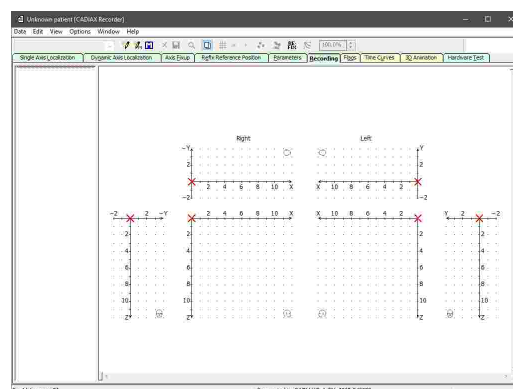 Unknown patient [CADIAX Recorder]
Data Edit View Options Window Help
100.0%
Single Axis Localization Dynamic Axis Localization Axis Fixup Refix Reference Position Parameters Recording Flags Time Curves 3D Animation Hardware Test
Right Left
-Y Y
2 2
2 4 6 8 10 X X 10 8 6 4 2
-2 -2
-2 2 -Y 2 4 6 8 10 X X 10 8 6 4 2 Y 2 -2
2 2 2 2
4 4 4 4
6 6 6 6
8 8 8 8
10 10 10 10
Z Z Z Z